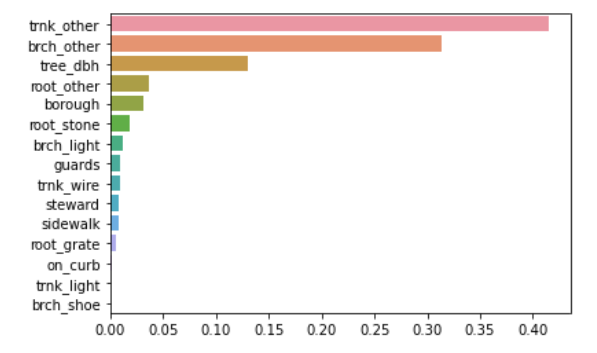 trnk_other
brch_other
tree_dbh
root_other
borough
root_stone
brch_light
guards
trnk_wire
steward
sidewalk
root_grate
on_curb
trnk_light
brch_shoe
0.00 0.05 0.10 0.15 0.20 0.25 0.30 0.35 0.40